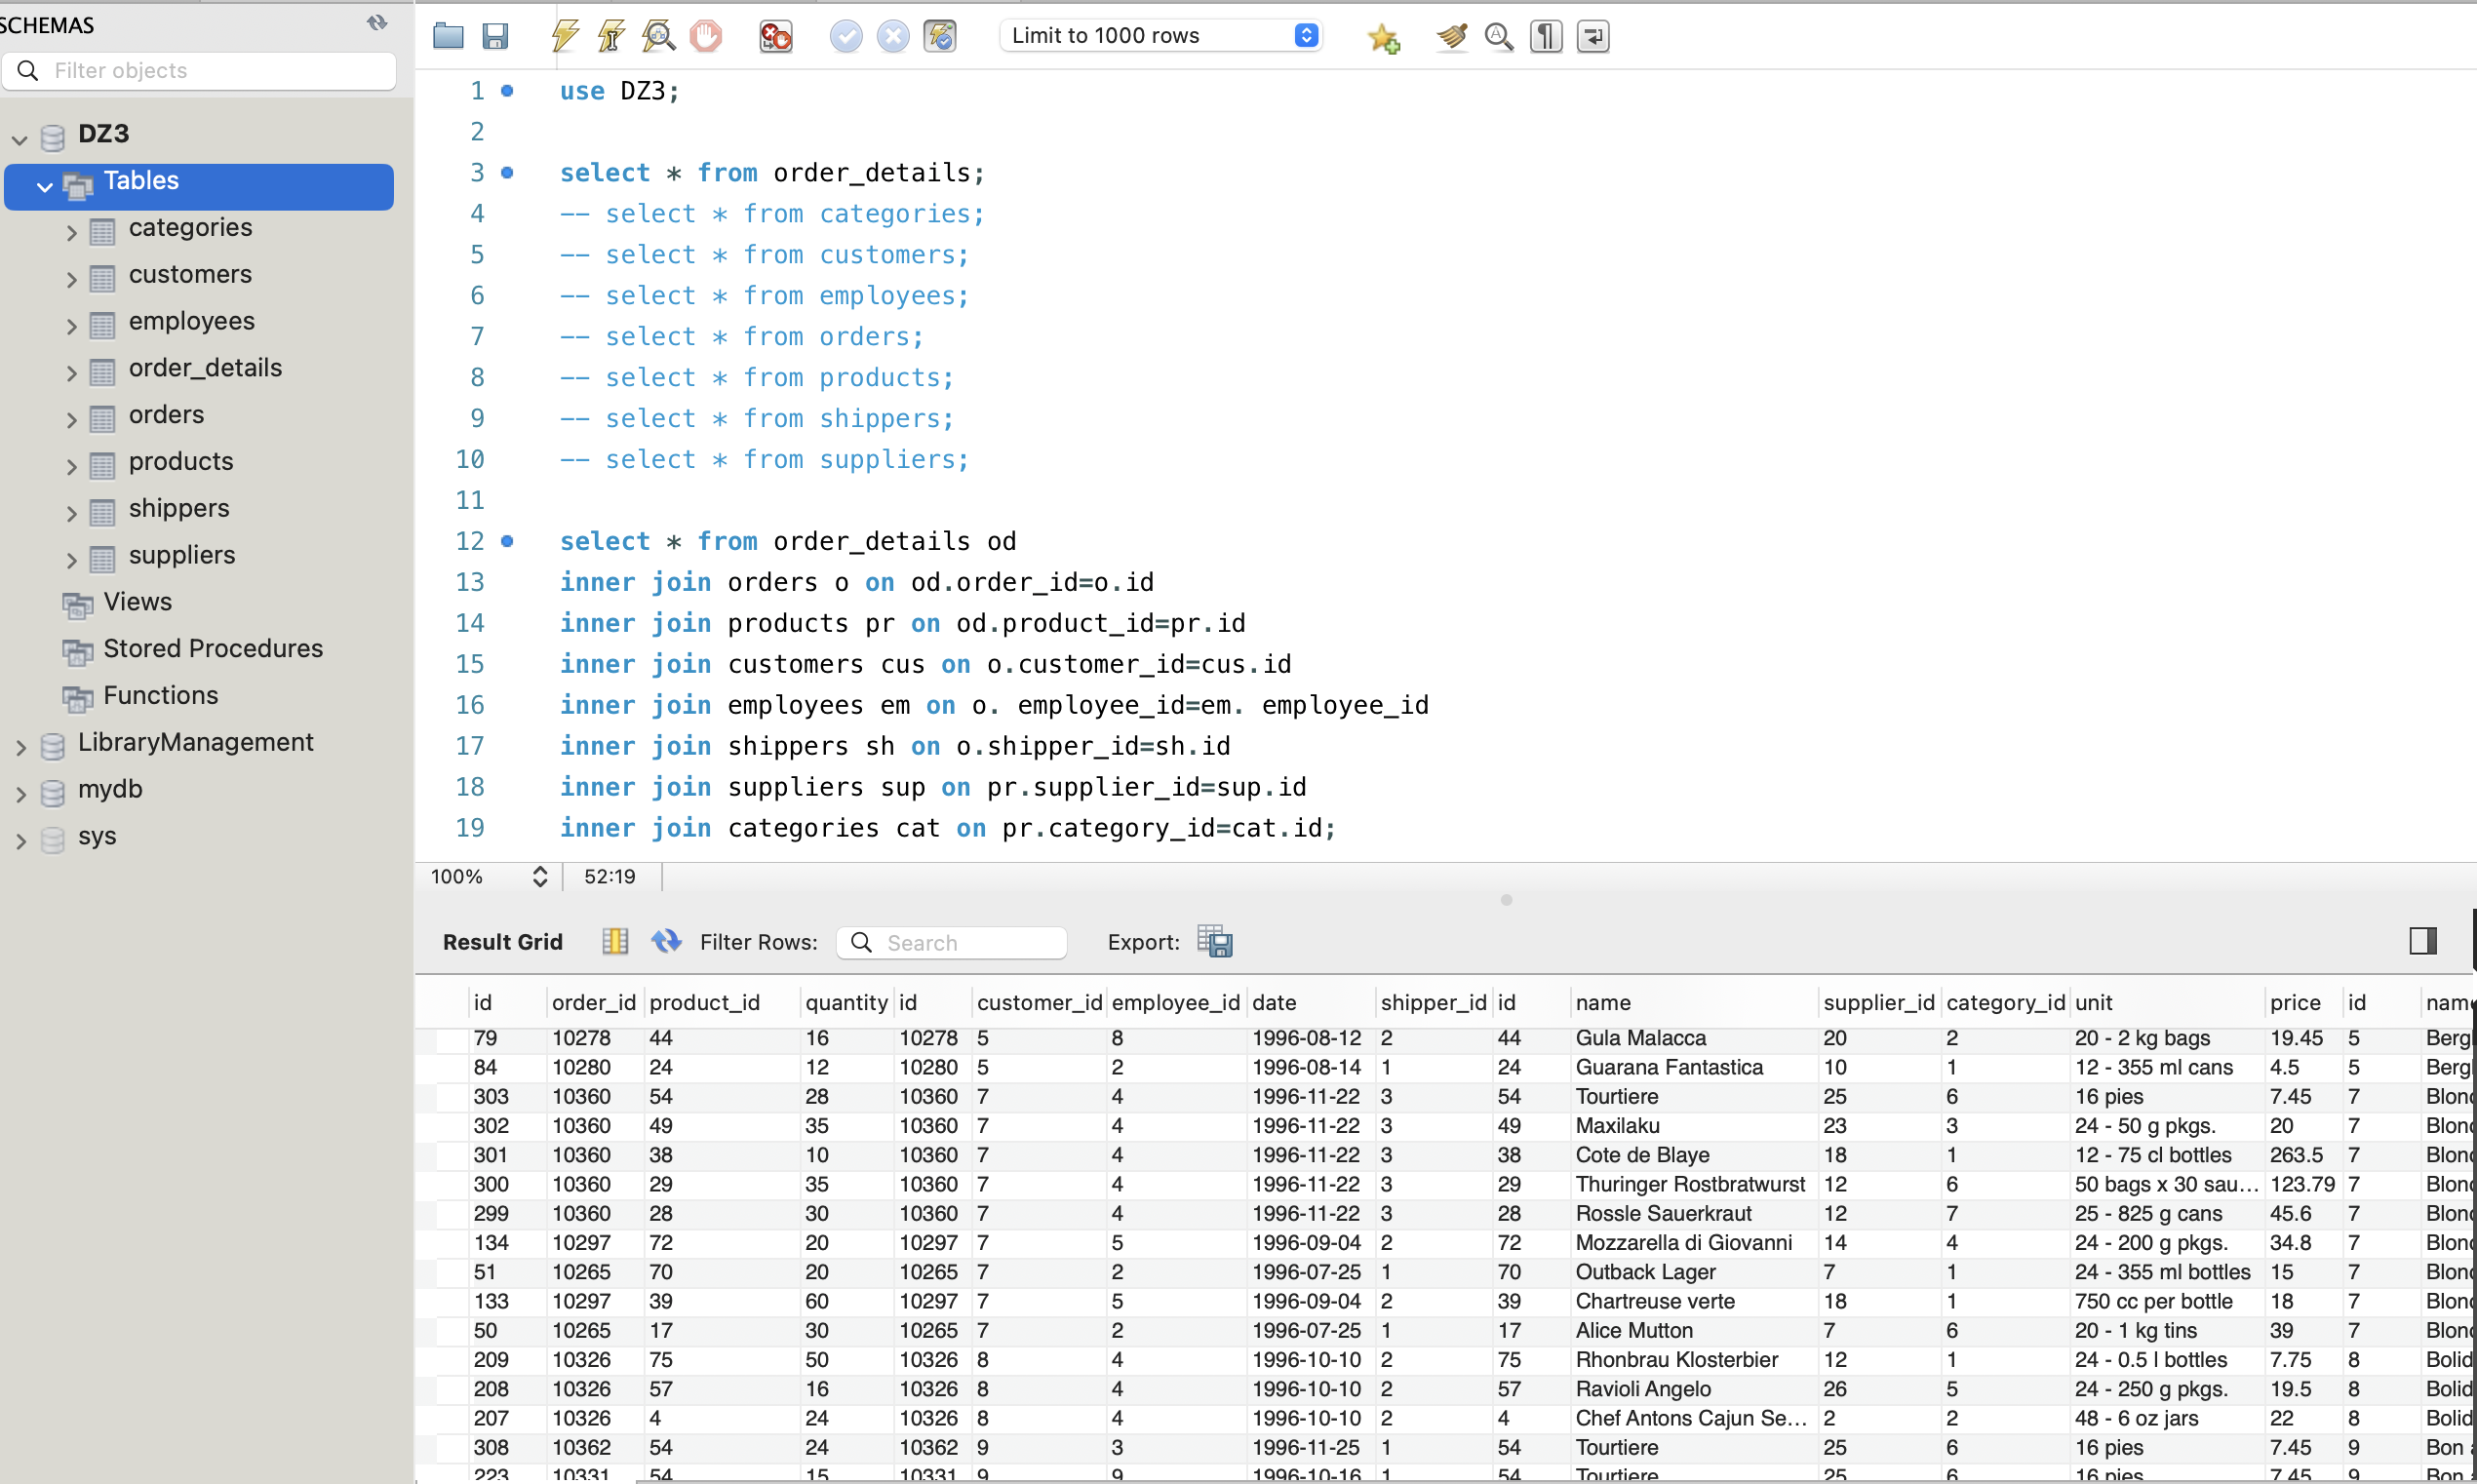 SCHEMAS
Filter objects
DZ3
Tables
categories
customers
employees
order_details
orders
products
shippers
suppliers
Views
Stored Procedures
Functions
LibraryManagement
mydb
sys
Limit to 1000 rows
1 use DZ3;
2
3 select * from order_details;
4 -- select * from categories;
5 -- select * from customers;
6 -- select * from employees;
7 -- select * from orders;
8 -- select * from products;
9 -- select * from shippers;
10 -- select * from suppliers;
11
12 select * from order_details od
13 inner join orders o on od.order_id=o.id
14 inner join products pr on od.product_id=pr.id
15 inner join customers cus on o.customer_id=cus.id
16 inner join employees em on o. employee_id=em. employee_id
17 inner join shippers sh on o.shipper_id=sh.id
18 inner join suppliers sup on pr.supplier_id=sup.id
19 inner join categories cat on pr.category_id=cat.id;
100% 52:19
Result Grid Filter Rows: Search Export:
id order_id product_id quantity id customer_id employee_id date shipper_id id name supplier_id category_id unit price id nam
79 10278 44 16 10278 5 8 1996-08-12 2 44 Gula Malacca 20 2 20 - 2 kg bags 19.45 5 Berg
84 10280 24 12 10280 5 2 1996-08-14 1 24 Guarana Fantastica 10 1 12 - 355 ml cans 4.5 5 Berg
303 10360 54 28 10360 7 4 1996-11-22 3 54 Tourtiere 25 6 16 pies 7.45 7 Blon
302 10360 49 35 10360 7 4 1996-11-22 3 49 Maxilaku 23 3 24 - 50 g pkgs. 20 7 Blon
301 10360 38 10 10360 7 4 1996-11-22 3 38 Cote de Blaye 18 1 12 - 75 cl bottles 263.5 7 Blon
300 10360 29 35 10360 7 4 1996-11-22 3 29 Thuringer Rostbratwurst 12 6 50 bags x 30 sau... 123.79 7 Blon
299 10360 28 30 10360 7 4 1996-11-22 3 28 Rossle Sauerkraut 12 7 25 - 825 g cans 45.6 7 Blon
134 10297 72 20 10297 7 5 1996-09-04 2 72 Mozzarella di Giovanni 14 4 24 - 200 g pkgs. 34.8 7 Blon
51 10265 70 20 10265 7 2 1996-07-25 1 70 Outback Lager 7 1 24 - 355 ml bottles 15 7 Blon
133 10297 39 60 10297 7 5 1996-09-04 2 39 Chartreuse verte 18 1 750 cc per bottle 18 7 Blon
50 10265 17 30 10265 7 2 1996-07-25 1 17 Alice Mutton 7 6 20 - 1 kg tins 39 7 Blon
209 10326 75 50 10326 8 4 1996-10-10 2 75 Rhonbrau Klosterbier 12 1 24 - 0.5 l bottles 7.75 8 Bolid
208 10326 57 16 10326 8 4 1996-10-10 2 57 Ravioli Angelo 26 5 24 - 250 g pkgs. 19.5 8 Bolid
207 10326 4 24 10326 8 4 1996-10-10 2 4 Chef Antons Cajun Se... 2 2 48 - 6 oz jars 22 8 Bolid
308 10362 54 24 10362 9 3 1996-11-25 1 54 Tourtiere 25 6 16 pies 7.45 9 Bon
223 10331 54 15 10331 9 9 1996-10-16 1 54 Tourtiere 25 6 16 pies 7.45 9 Bon